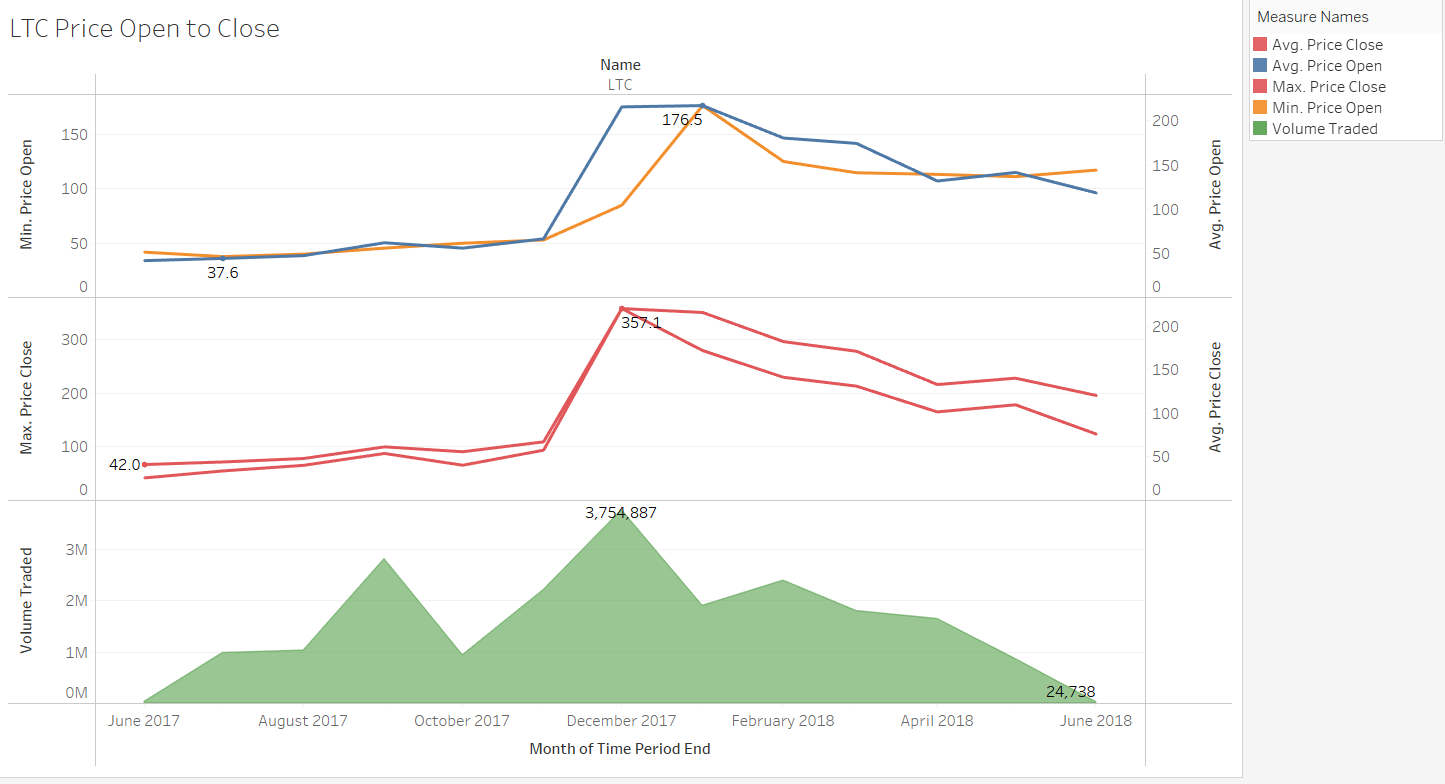 LTC Price Open to Close
Measure Names
Avg. Price Close
Avg. Price Open
Max. Price Close
Min. Price Open
Volume Traded
Name
LTC
Min. Price Open
150
100
50
0
176.5
37.6
200
150
100
50
0
Avg. Price Open
Max. Price Close
300
200
100
0
357.1
42.0
200
150
100
50
0
Avg. Price Close
Volume Traded
3M
2M
1M
0M
3,754,887
24,738
June 2017 August 2017 October 2017 December 2017 February 2018 April 2018 June 2018
Month of Time Period End